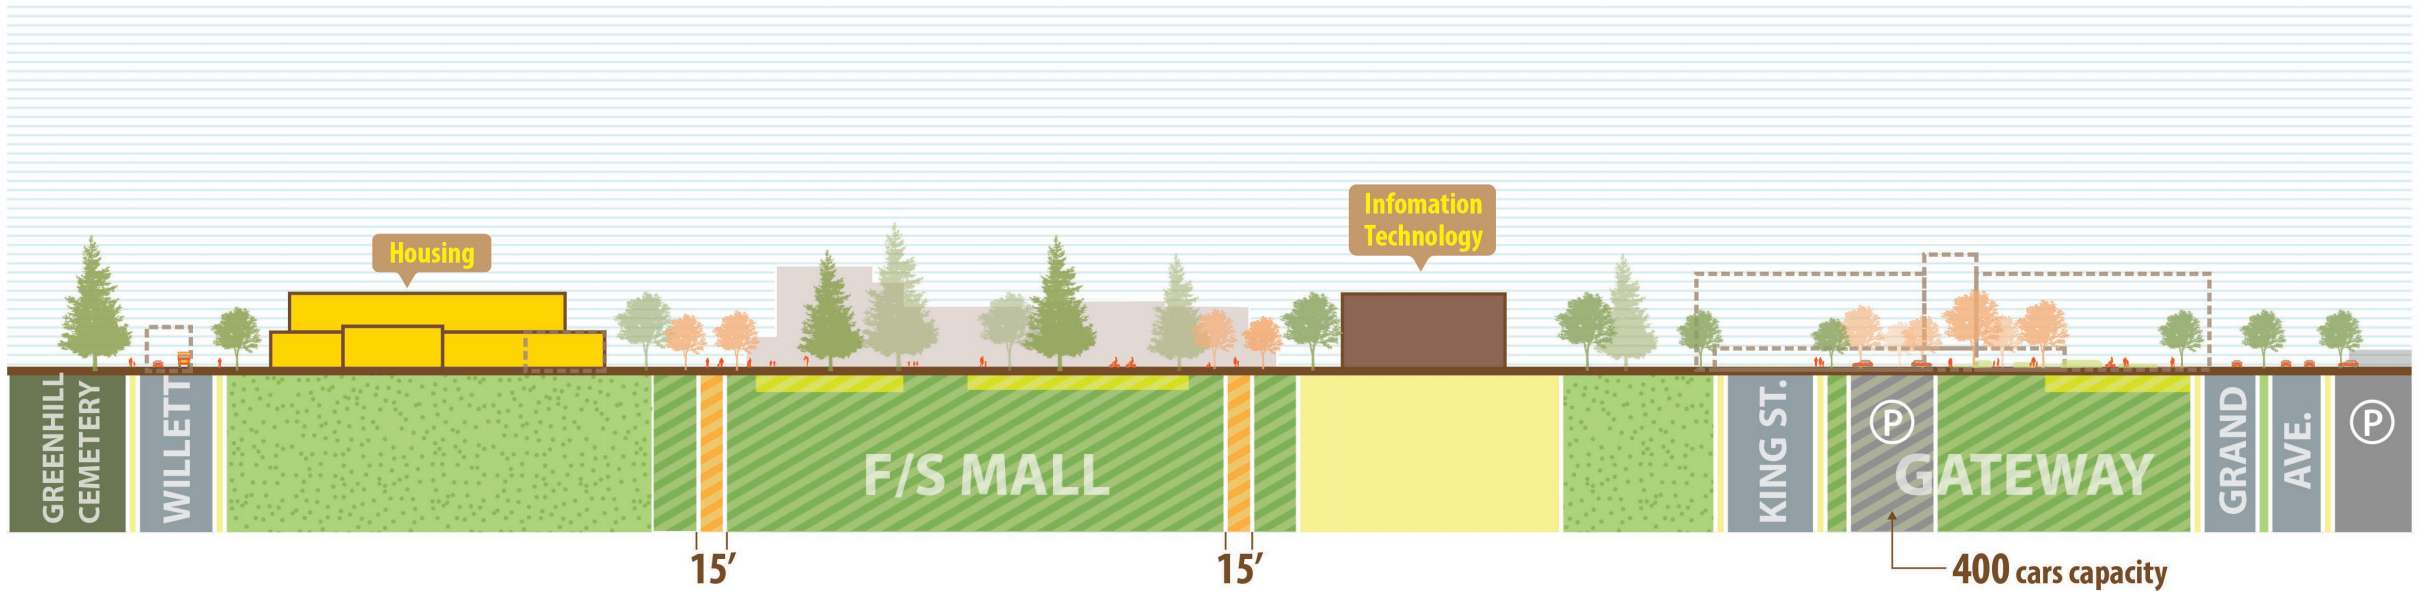 Infomation
Technology
Housing
GREENHILL
CEMETERY
WILLETT
F/S MALL
KING ST.
P
GATEWAY
GRAND
AVE.
P
15′
15′
400 cars capacity